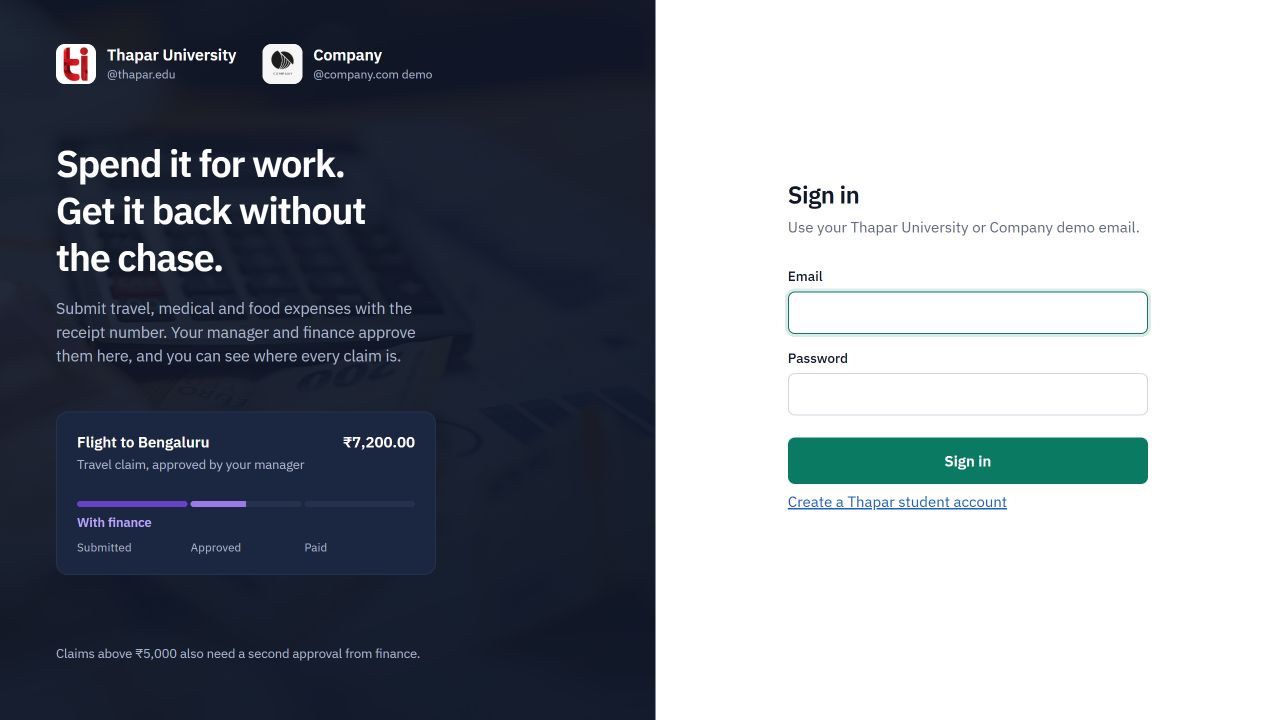 Thapar University
@thapar.edu
Company
@company.com demo
Spend it for work.
Get it back without
the chase.
Submit travel, medical and food expenses with the
receipt number. Your manager and finance approve
them here, and you can see where every claim is.
Flight to Bengaluru
₹7,200.00
Travel claim, approved by your manager
With finance
Submitted
Approved
Paid
Claims above ₹5,000 also need a second approval from finance.
Sign in
Use your Thapar University or Company demo email.
Email
Password
Sign in
Create a Thapar student account